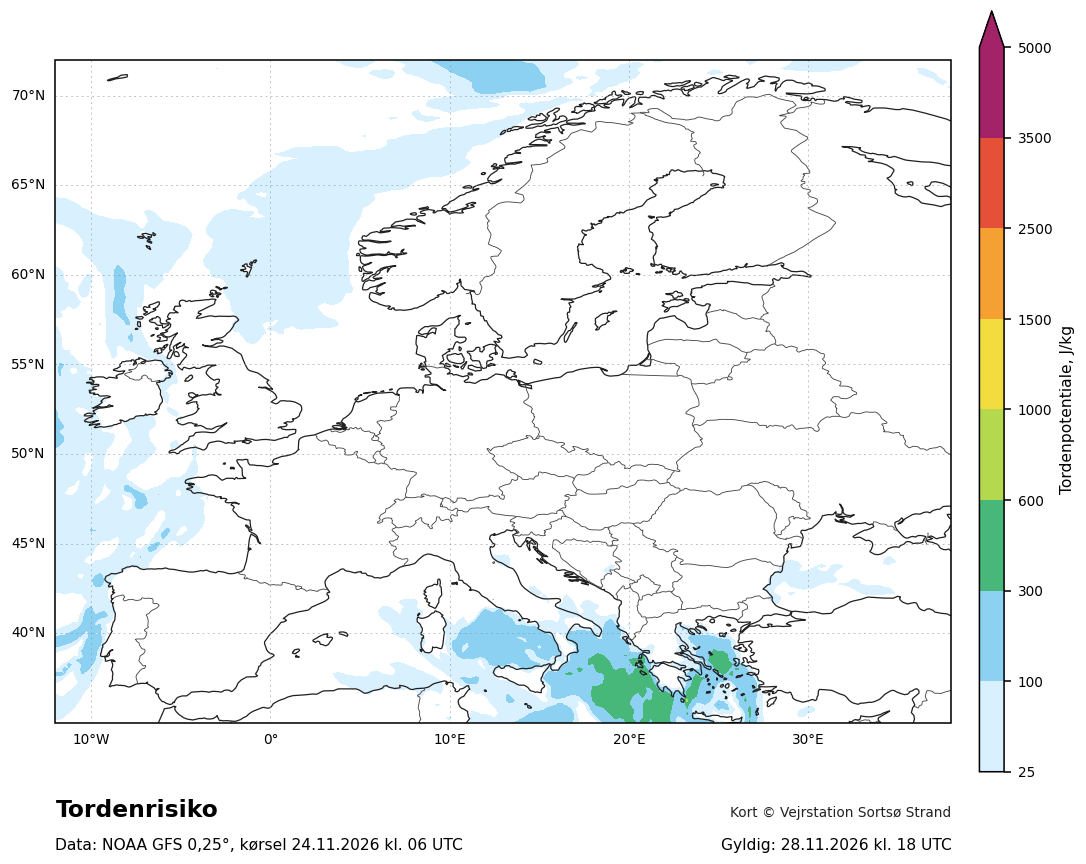 70°N
65°N
60°N
55°N
50°N
45°N
40°N
10°W
0°
10°E
20°E
30°E
5000
3500
2500
1500
1000
600
300
100
25
Tordenpotentiale, J/kg
Tordenrisiko
Kort © Vejrstation Sortsø Strand
Data: NOAA GFS 0,25°, kørsel 24.11.2026 kl. 06 UTC
Gyldig: 28.11.2026 kl. 18 UTC